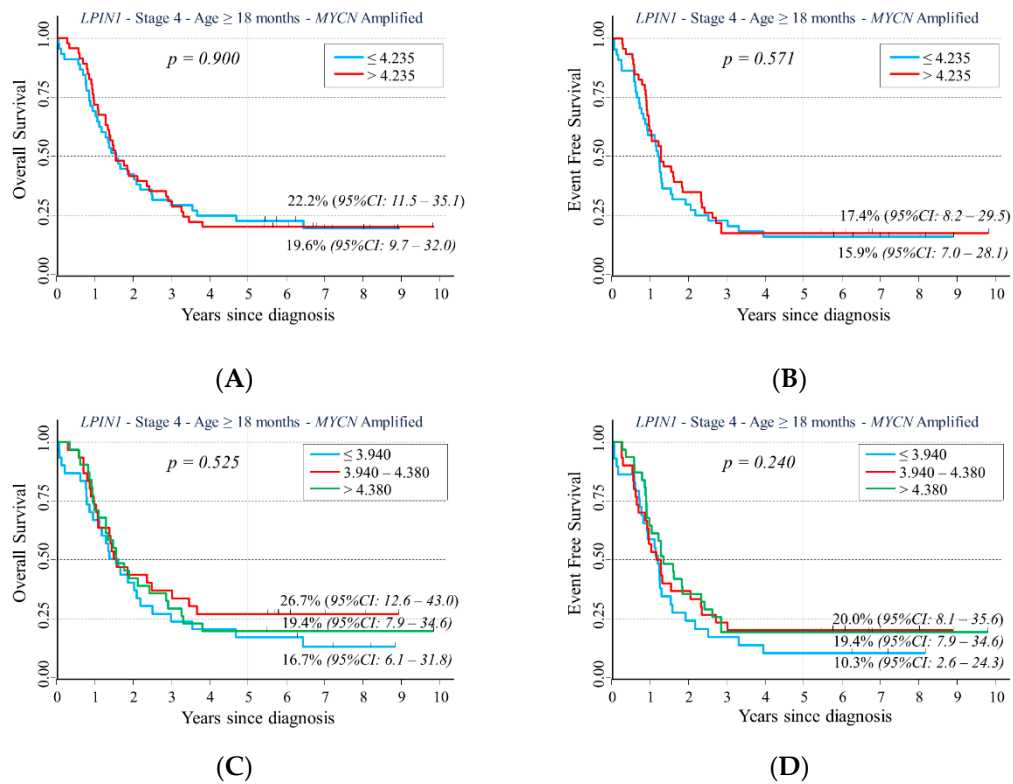 LPIN1 - Stage 4 - Age ≥ 18 months - MYCN Amplified
Overall Survival
1.00
0.75
0.50
0.25
0.00
p = 0.900
≤ 4.235
> 4.235
22.2% (95%CI: 11.5 – 35.1)
19.6% (95%CI: 9.7 – 32.0)
0 1 2 3 4 5 6 7 8 9 10
Years since diagnosis
(A)
LPIN1 - Stage 4 - Age ≥ 18 months - MYCN Amplified
Event Free Survival
1.00
0.75
0.50
0.25
0.00
p = 0.571
≤ 4.235
> 4.235
17.4% (95%CI: 8.2 – 29.5)
15.9% (95%CI: 7.0 – 28.1)
0 1 2 3 4 5 6 7 8 9 10
Years since diagnosis
(B)
LPIN1 - Stage 4 - Age ≥ 18 months - MYCN Amplified
Overall Survival
1.00
0.75
0.50
0.25
0.00
p = 0.525
≤ 3.940
3.940 – 4.380
> 4.380
26.7% (95%CI: 12.6 – 43.0)
19.4% (95%CI: 7.9 – 34.6)
16.7% (95%CI: 6.1 – 31.8)
0 1 2 3 4 5 6 7 8 9 10
Years since diagnosis
(C)
LPIN1 - Stage 4 - Age ≥ 18 months - MYCN Amplified
Event Free Survival
1.00
0.75
0.50
0.25
0.00
p = 0.240
≤ 3.940
3.940 – 4.380
> 4.380
20.0% (95%CI: 8.1 – 35.6)
19.4% (95%CI: 7.9 – 34.6)
10.3% (95%CI: 2.6 – 24.3)
0 1 2 3 4 5 6 7 8 9 10
Years since diagnosis
(D)